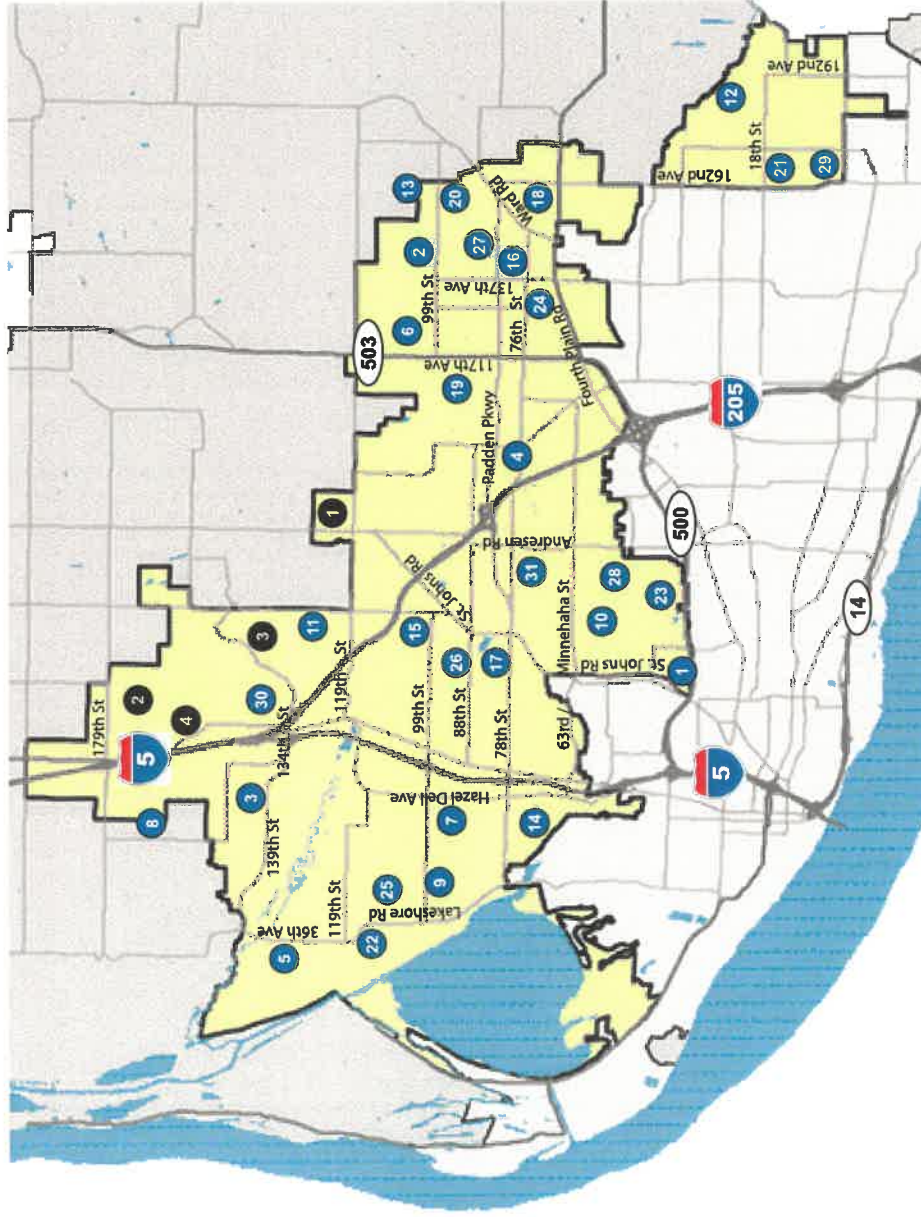 179th St
2
5
4
8
3
30
3
11
1
134th St
139th St
119th St
503
13
6
2
20
99th St
117th Ave
19
27
137th Ave
16
18
Ward Rd
76th St
24
Fourth Plain Rd
36th Ave
5
119th St
22
25
Lakeshore Rd
9
Hazel Dell Ave
7
14
99th St
15
26
88th St
St. Johns Rd
17
78th St
Padden Pkwy
4
Andresen Rd
31
63rd
Minnehaha St
10
28
23
St. Johns Rd
1
500
205
5
14
12
192nd Ave
18th St
162nd Ave
21
29